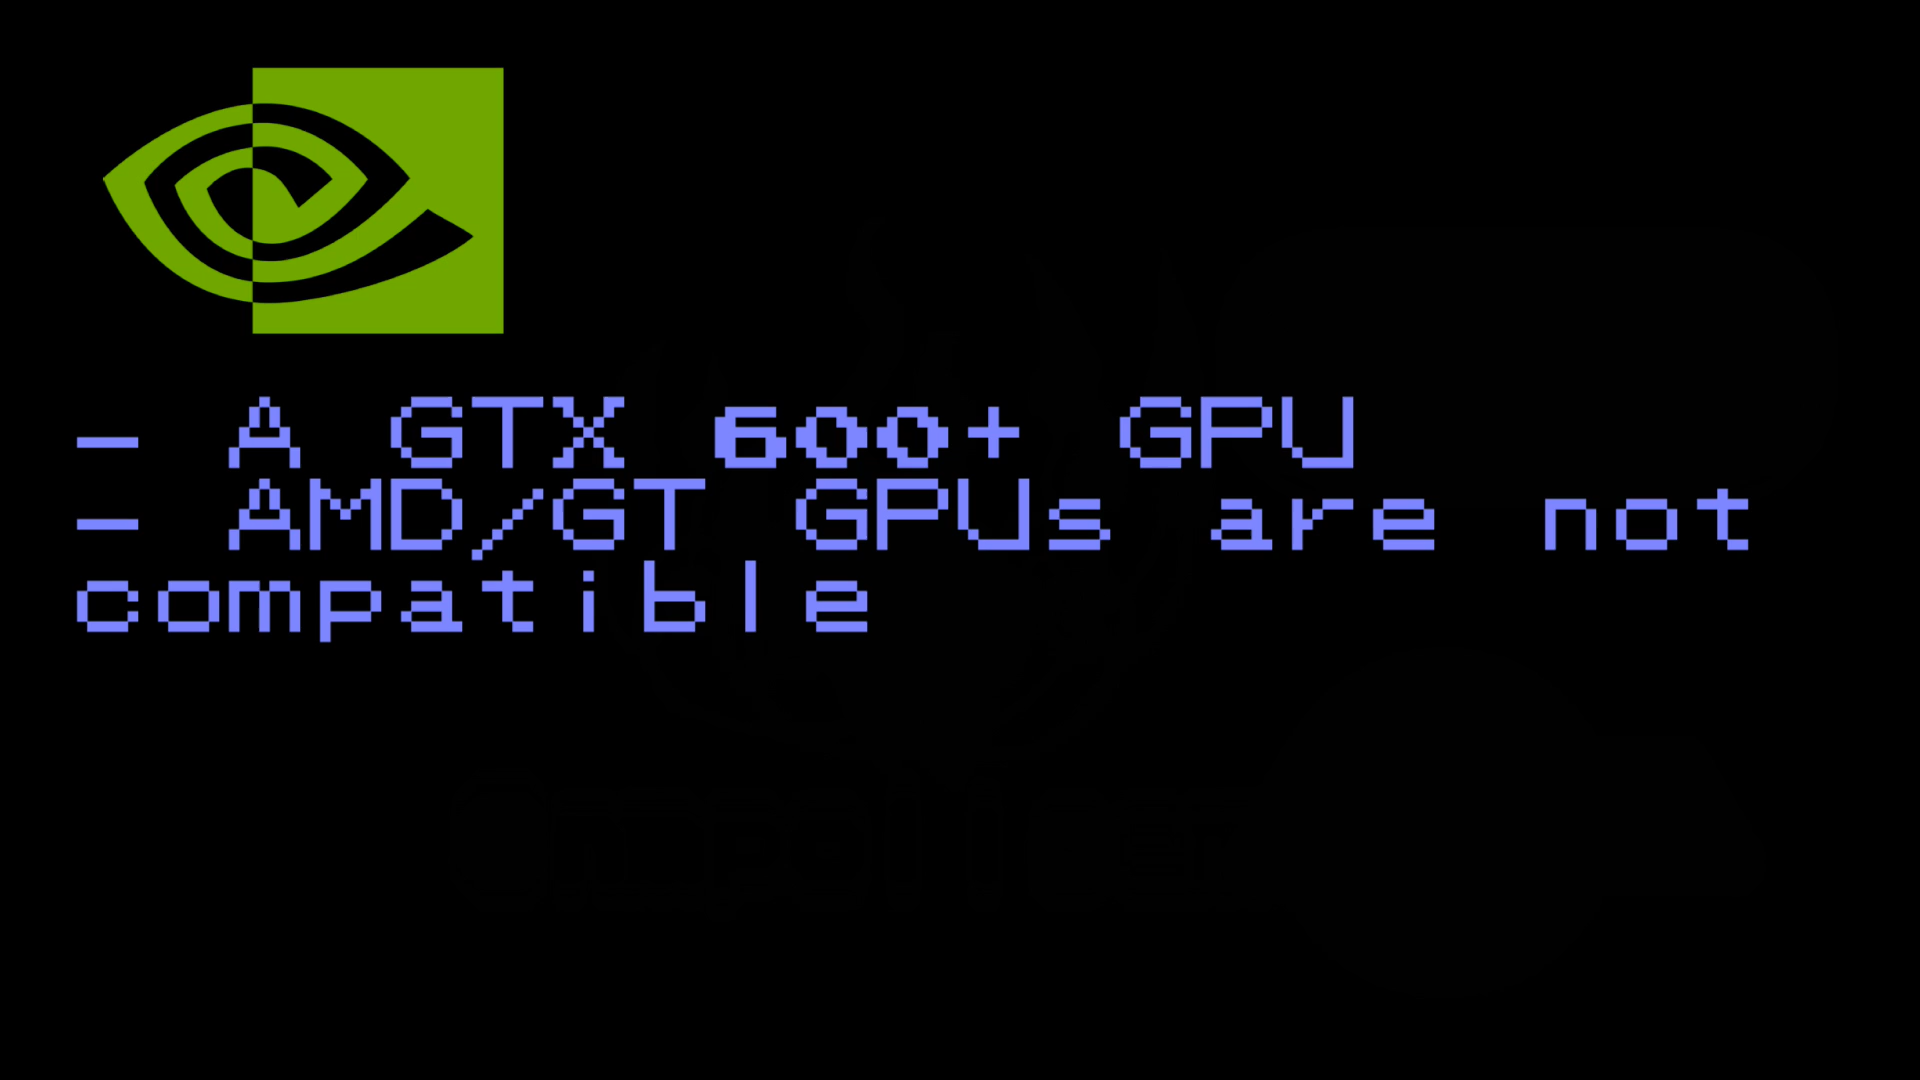 - A GTX 600+ GPU
- AMD/GT GPUs are not
compatible